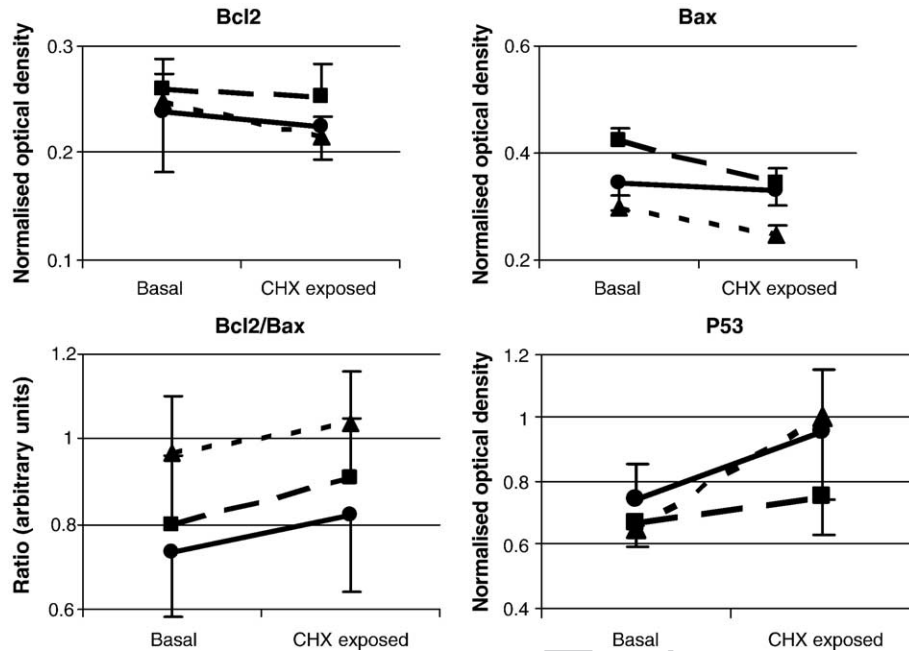 Bcl2
Normalised optical density
0.3
0.2
0.1
Basal
CHX exposed
Bax
Normalised optical density
0.6
0.4
0.2
Basal
CHX exposed
Bcl2/Bax
Ratio (arbitrary units)
1.2
1
0.8
0.6
Basal
CHX exposed
P53
Normalised optical density
1.2
1
0.8
0.6
0.4
Basal
CHX exposed